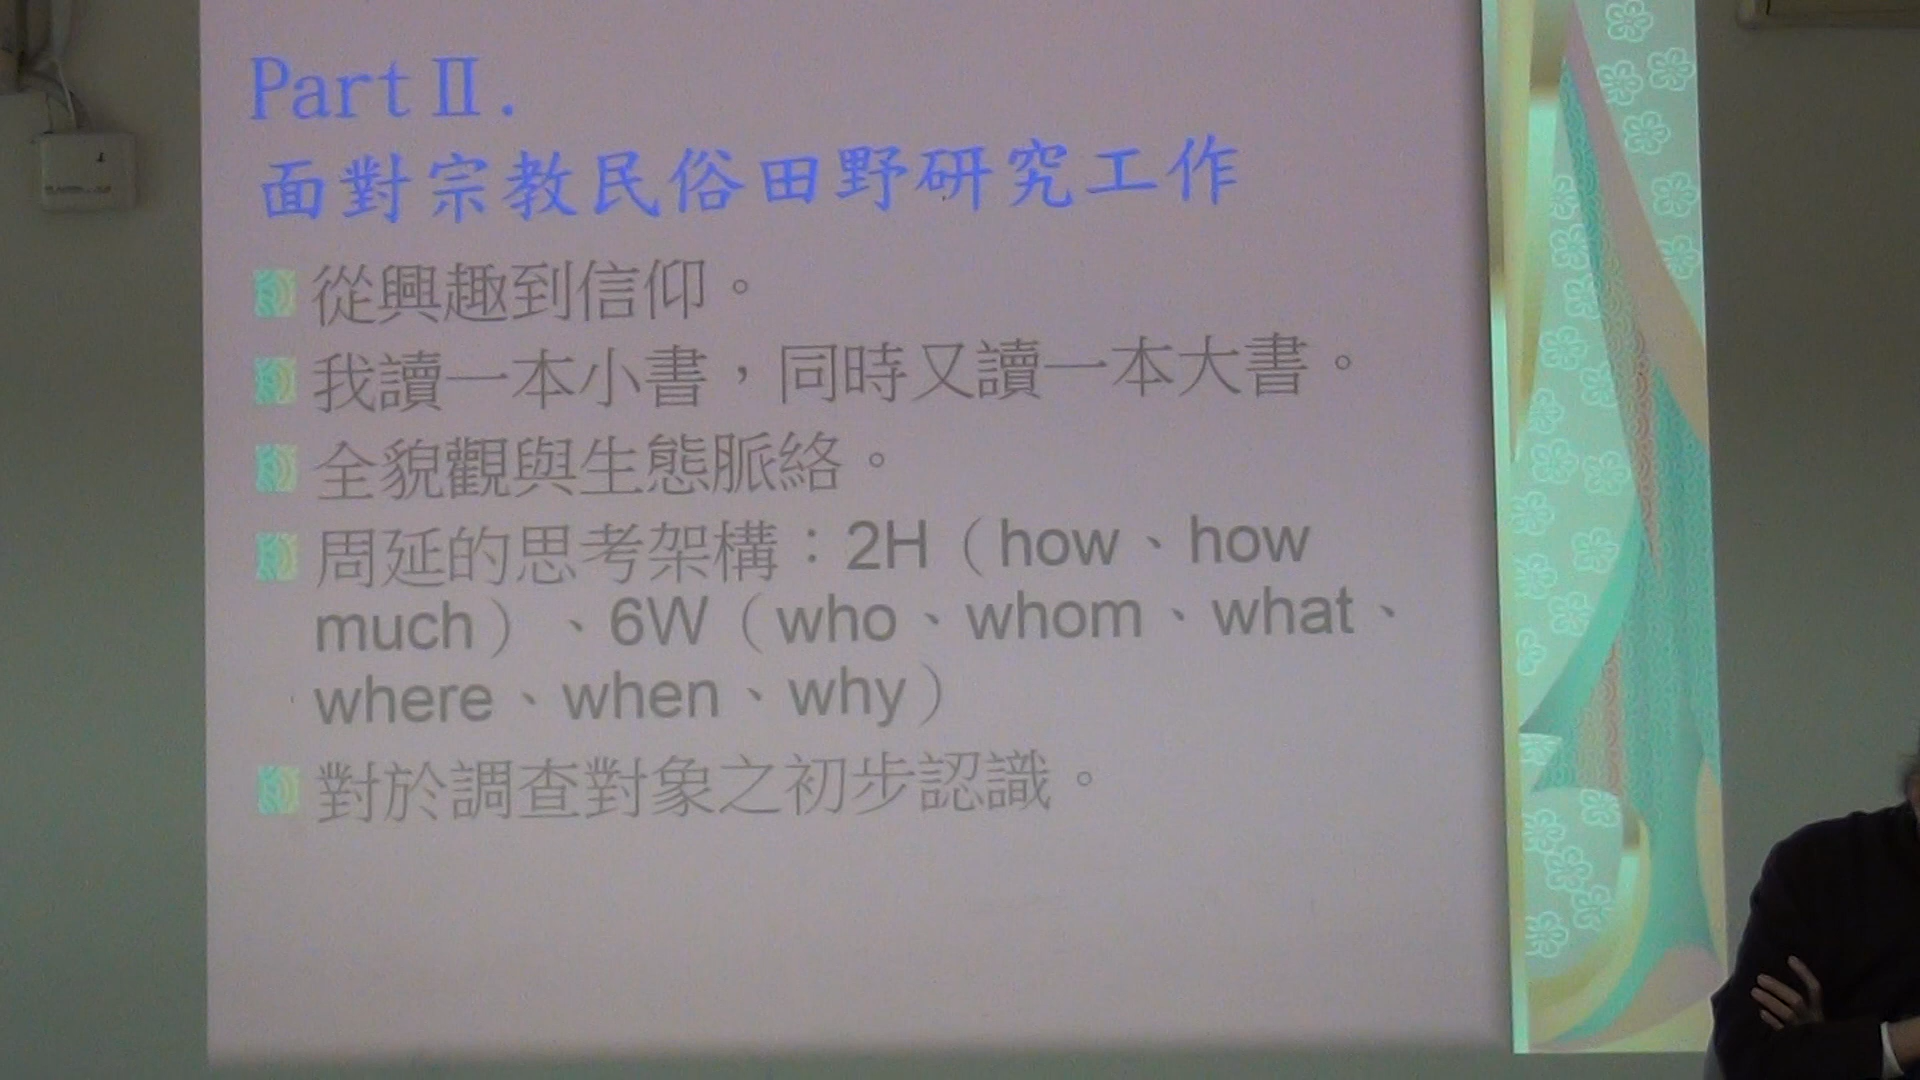 Part Ⅱ.
面對宗教民俗田野研究工作
從興趣到信仰。
我讀一本小書，同時又讀一本大書。
全貌觀與生態脈絡。
周延的思考架構：2H（how、how
much）、6W（who、whom、what、
where、when、why）
對於調查對象之初步認識。